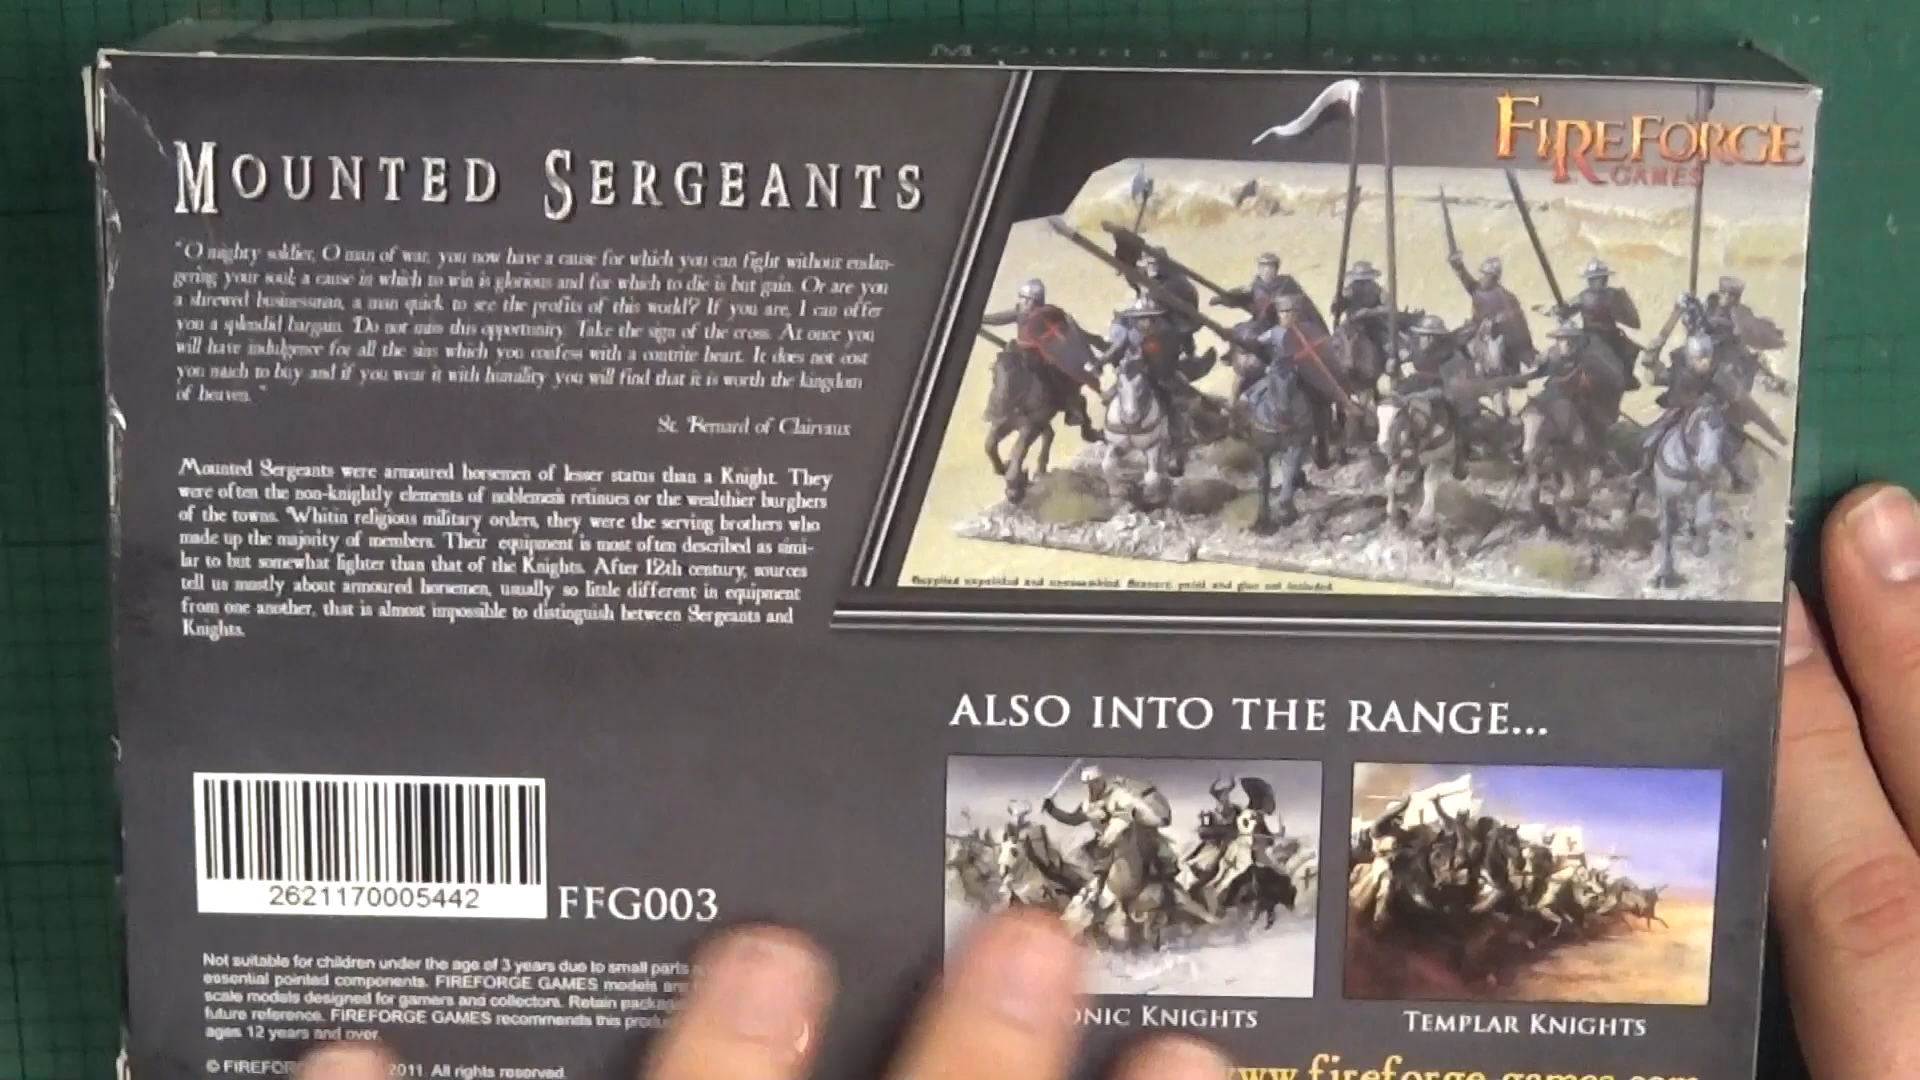 MOUNTED SERGEANTS
FIREFORGE
GAMES
"O mighty soldier, O man of war, you now have a cause for which you can fight without endan-
gering your soul; a cause in which to win is glorious and for which to die is but gain. Or are you
a shrewd businessman, a man quick to see the profits of this world? If you are, I can offer
you a splendid bargain. Do not miss this opportunity. Take the sign of the cross. At once you
will have indulgence for all the sins which you confess with a contrite heart. It does not cost
you much to buy and if you wear it with humility you will find that it is worth the kingdom
of heaven."
St. Bernard of Clairvaux
Mounted Sergeants were armoured horsemen of lesser status than a Knight. They
were often the non-knightly elements of noblemen's retinues or the wealthier burghers
of the towns. Whitin religious military orders, they were the serving brothers who
made up the majority of members. Their equipment is most often described as simi-
lar to but somewhat lighter than that of the Knights. After 12th century, sources
tell us mostly about armoured horsemen, usually so little different in equipment
from one another, that is almost impossible to distinguish between Sergeants and
Knights.
Supplied unpainted and unassembled. Scenery, paint and glue not included.
ALSO INTO THE RANGE...
2621170005442
FFG003
ONIC KNIGHTS
TEMPLAR KNIGHTS
Not suitable for children under the age of 3 years due to small parts
essential pointed components. FIREFORGE GAMES models are
scale models designed for gamers and collectors. Retain
future reference. FIREFORGE GAMES recommends this
ages 12 years and over.
© 2011. All rights reserved.
www.fireforge-games.com